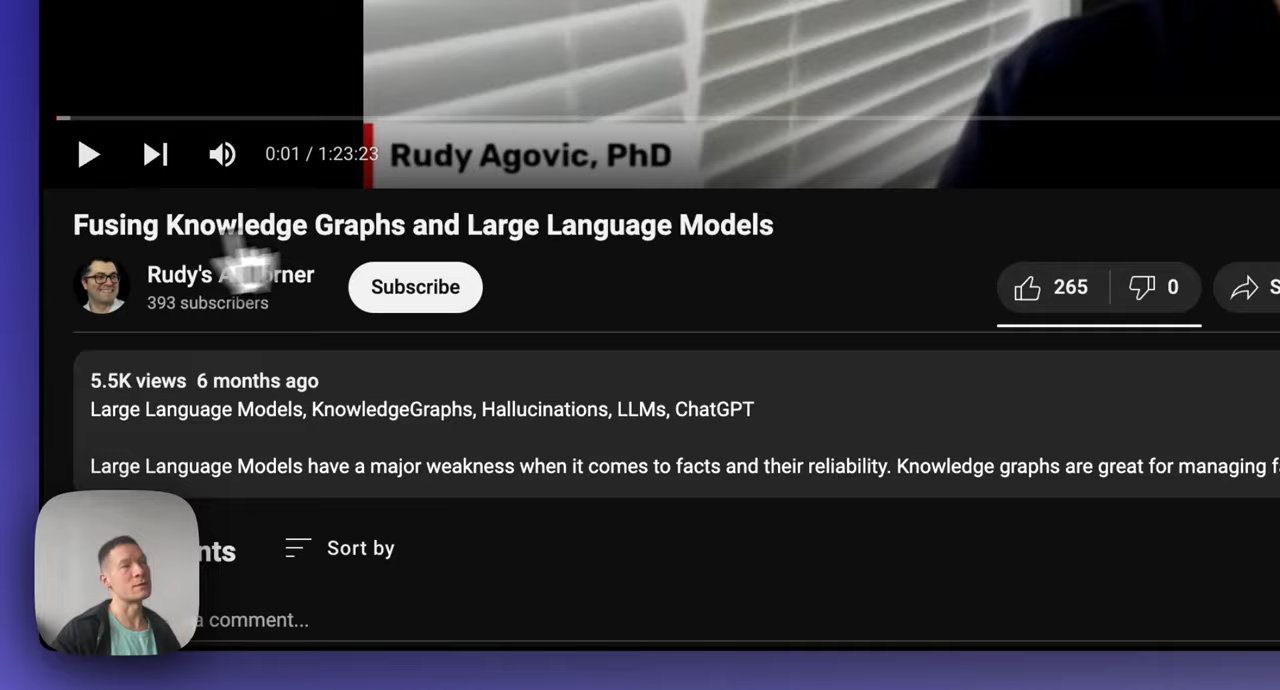 0:01 / 1:23:23
Rudy Agovic, PhD
Fusing Knowledge Graphs and Large Language Models
Rudy's
393 subscribers
Subscribe
265
0
5.5K views 6 months ago
Large Language Models, KnowledgeGraphs, Hallucinations, LLMs, ChatGPT
Large Language Models have a major weakness when it comes to facts and their reliability. Knowledge graphs are great for managing
Sort by
a comment...